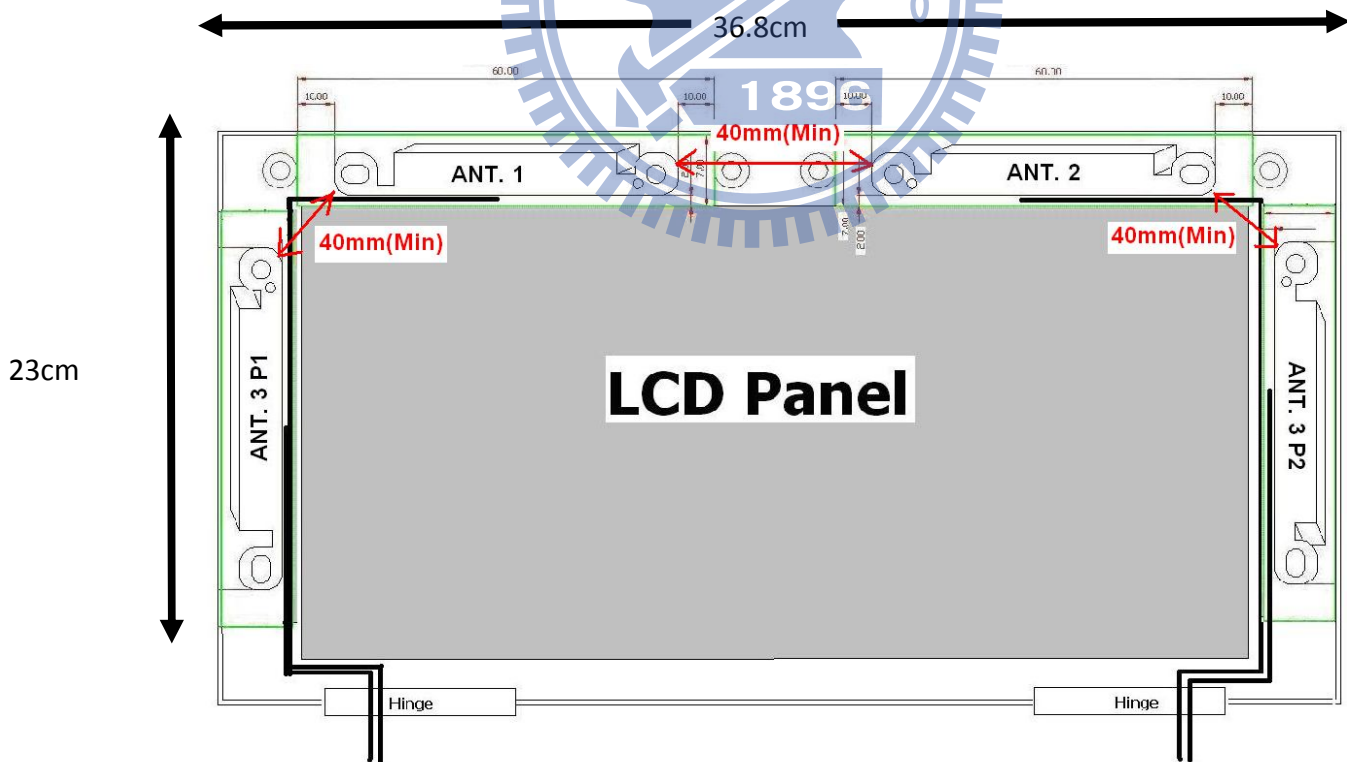 36.8cm
60.00
60.00
10.00
10.00
10.00
10.00
1896
40mm(Min)
ANT. 1
ANT. 2
7.00
40mm(Min)
40mm(Min)
7.00
2.00
23cm
ANT. 3 P1
LCD Panel
ANT. 3 P2
Hinge
Hinge